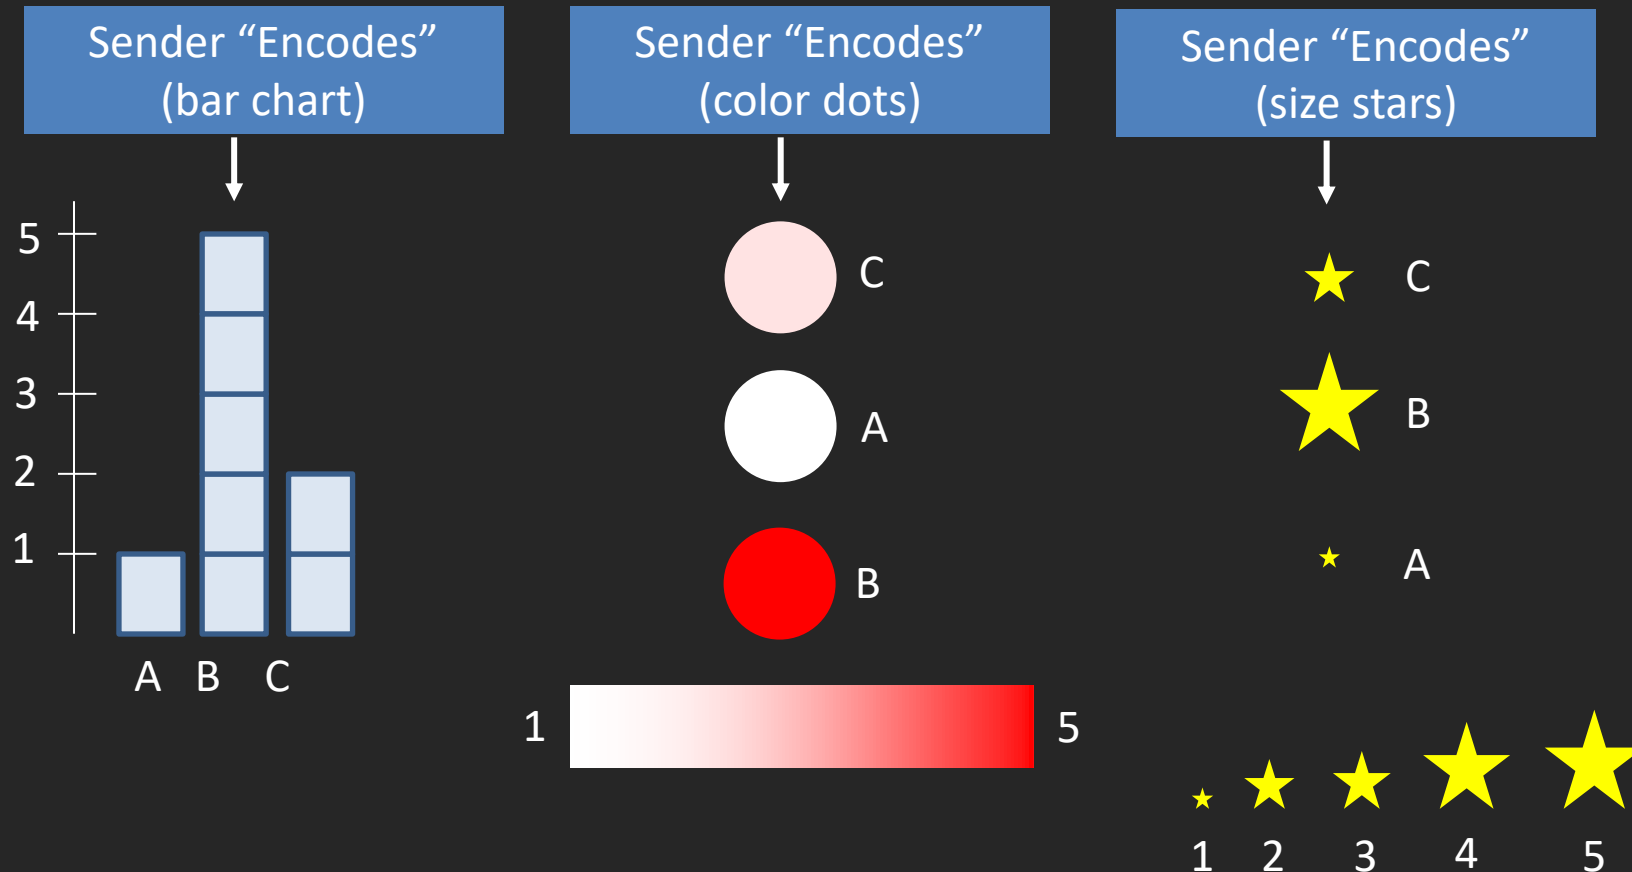 Sender “Encodes”
(bar chart)
Sender “Encodes”
(color dots)
Sender “Encodes”
(size stars)
5
4
3
2
1
A B C
C
A
B
1 5
C
B
A
1 2 3 4 5